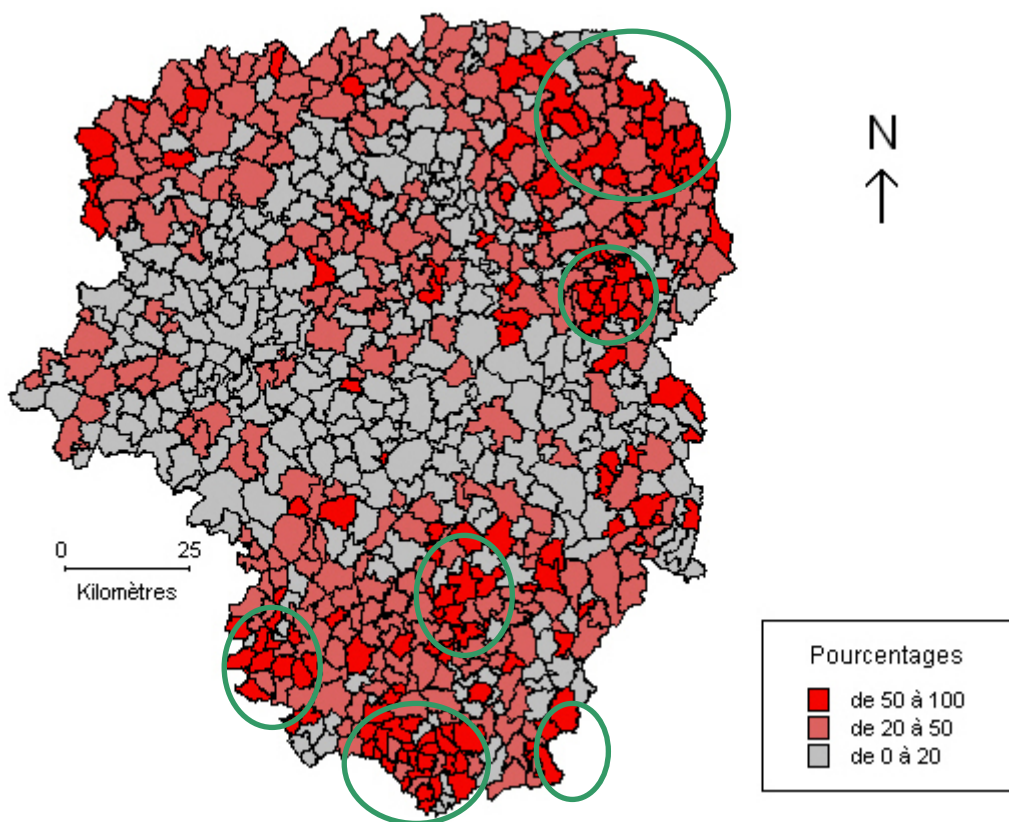 N
0 25
Kilomètres
Pourcentages
de 50 à 100
de 20 à 50
de 0 à 20